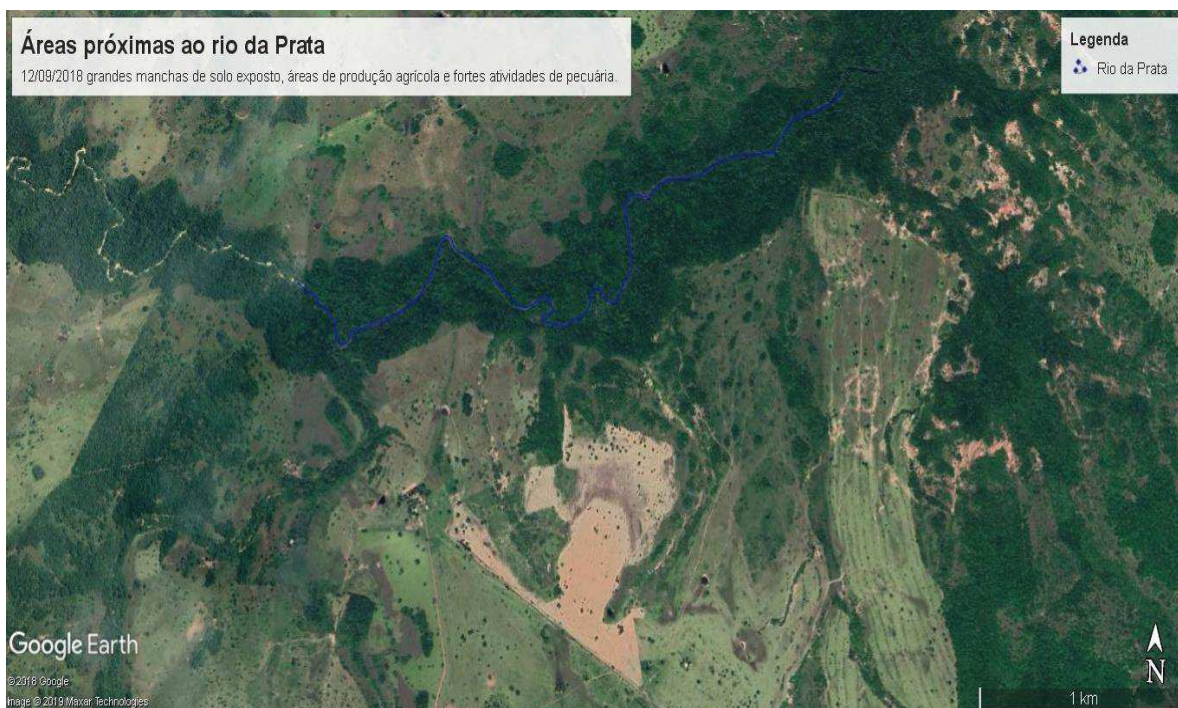 Áreas próximas ao rio da Prata
12/09/2018 grandes manchas de solo exposto, áreas de produção agrícola e fortes atividades de pecuária.
Legenda
Rio da Prata
Google Earth
©2018 Google
Image © 2019 Maxar Technologies
N
1 km